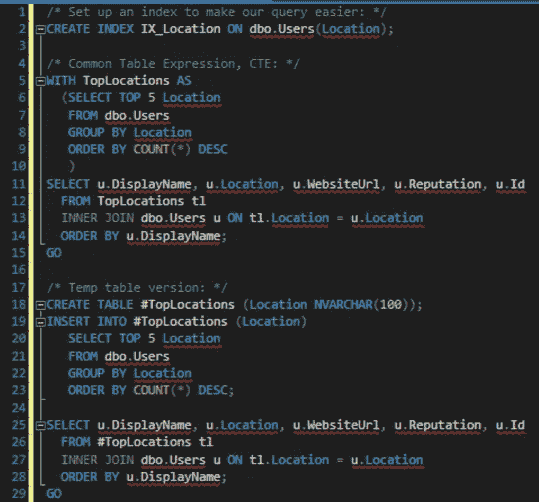 1 /* Set up an index to make our query easier: */
2 CREATE INDEX IX_Location ON dbo.Users(Location);
3
4 /* Common Table Expression, CTE: */
5 WITH TopLocations AS
6 (SELECT TOP 5 Location
7 FROM dbo.Users
8 GROUP BY Location
9 ORDER BY COUNT(*) DESC
10 )
11 SELECT u.DisplayName, u.Location, u.WebsiteUrl, u.Reputation, u.Id
12 FROM TopLocations tl
13 INNER JOIN dbo.Users u ON tl.Location = u.Location
14 ORDER BY u.DisplayName;
15 GO
16
17 /* Temp table version: */
18 CREATE TABLE #TopLocations (Location NVARCHAR(100));
19 INSERT INTO #TopLocations (Location)
20 SELECT TOP 5 Location
21 FROM dbo.Users
22 GROUP BY Location
23 ORDER BY COUNT(*) DESC;
24
25 SELECT u.DisplayName, u.Location, u.WebsiteUrl, u.Reputation, u.Id
26 FROM #TopLocations tl
27 INNER JOIN dbo.Users u ON tl.Location = u.Location
28 ORDER BY u.DisplayName;
29 GO